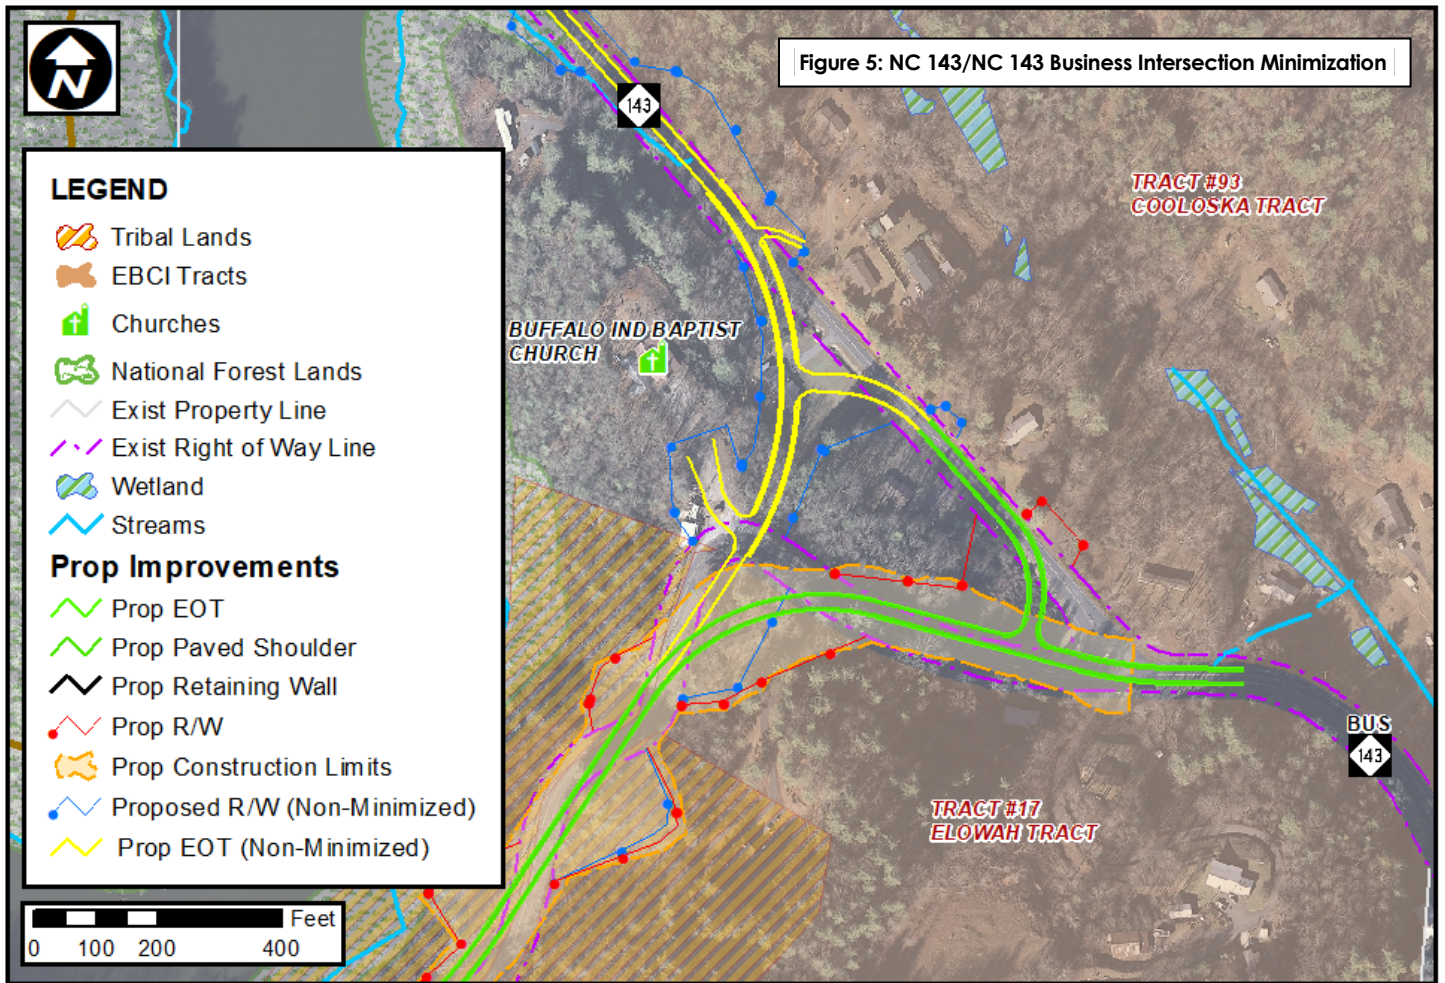 N
Figure 5: NC 143/NC 143 Business Intersection Minimization
143
TRACT #93
COOLOSKA TRACT
LEGEND
Tribal Lands
EBCI Tracts
Churches
National Forest Lands
Exist Property Line
Exist Right of Way Line
Wetland
Streams
Prop Improvements
Prop EOT
Prop Paved Shoulder
Prop Retaining Wall
Prop R/W
Prop Construction Limits
Proposed R/W (Non-Minimized)
Prop EOT (Non-Minimized)
BUFFALO IND BAPTIST
CHURCH
BUS
143
TRACT #17
ELOWAH TRACT
Feet
0 100 200 400